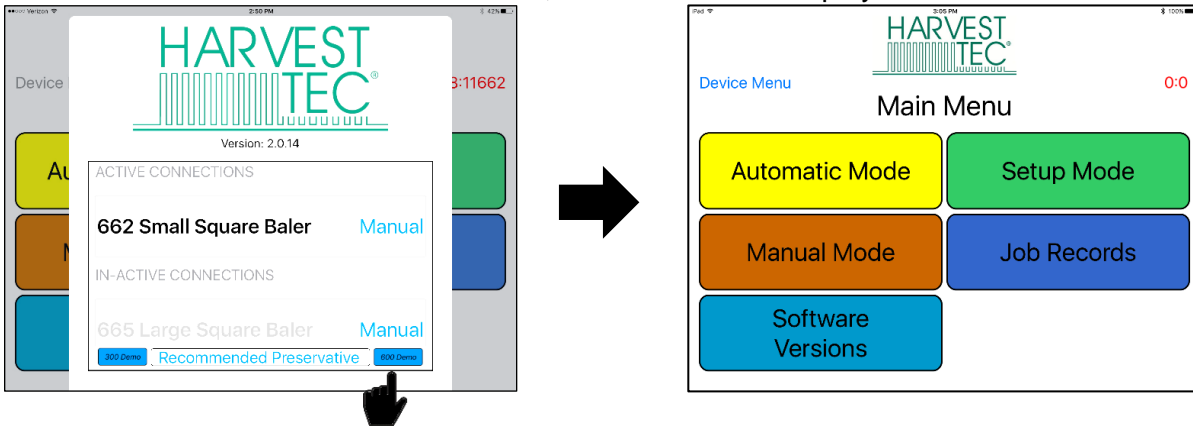 Verizon 2:50 PM 42%
HARVEST
TEC®
Device
3:11662
Version: 2.0.14
Au
ACTIVE CONNECTIONS
662 Small Square Baler Manual
IN-ACTIVE CONNECTIONS
665 Large Square Baler Manual
300 Demo Recommended Preservative 600 Demo
iPad 3:05 PM 100%
HARVEST
TEC®
Device Menu 0:0
Main Menu
Automatic Mode Setup Mode
Manual Mode Job Records
Software
Versions